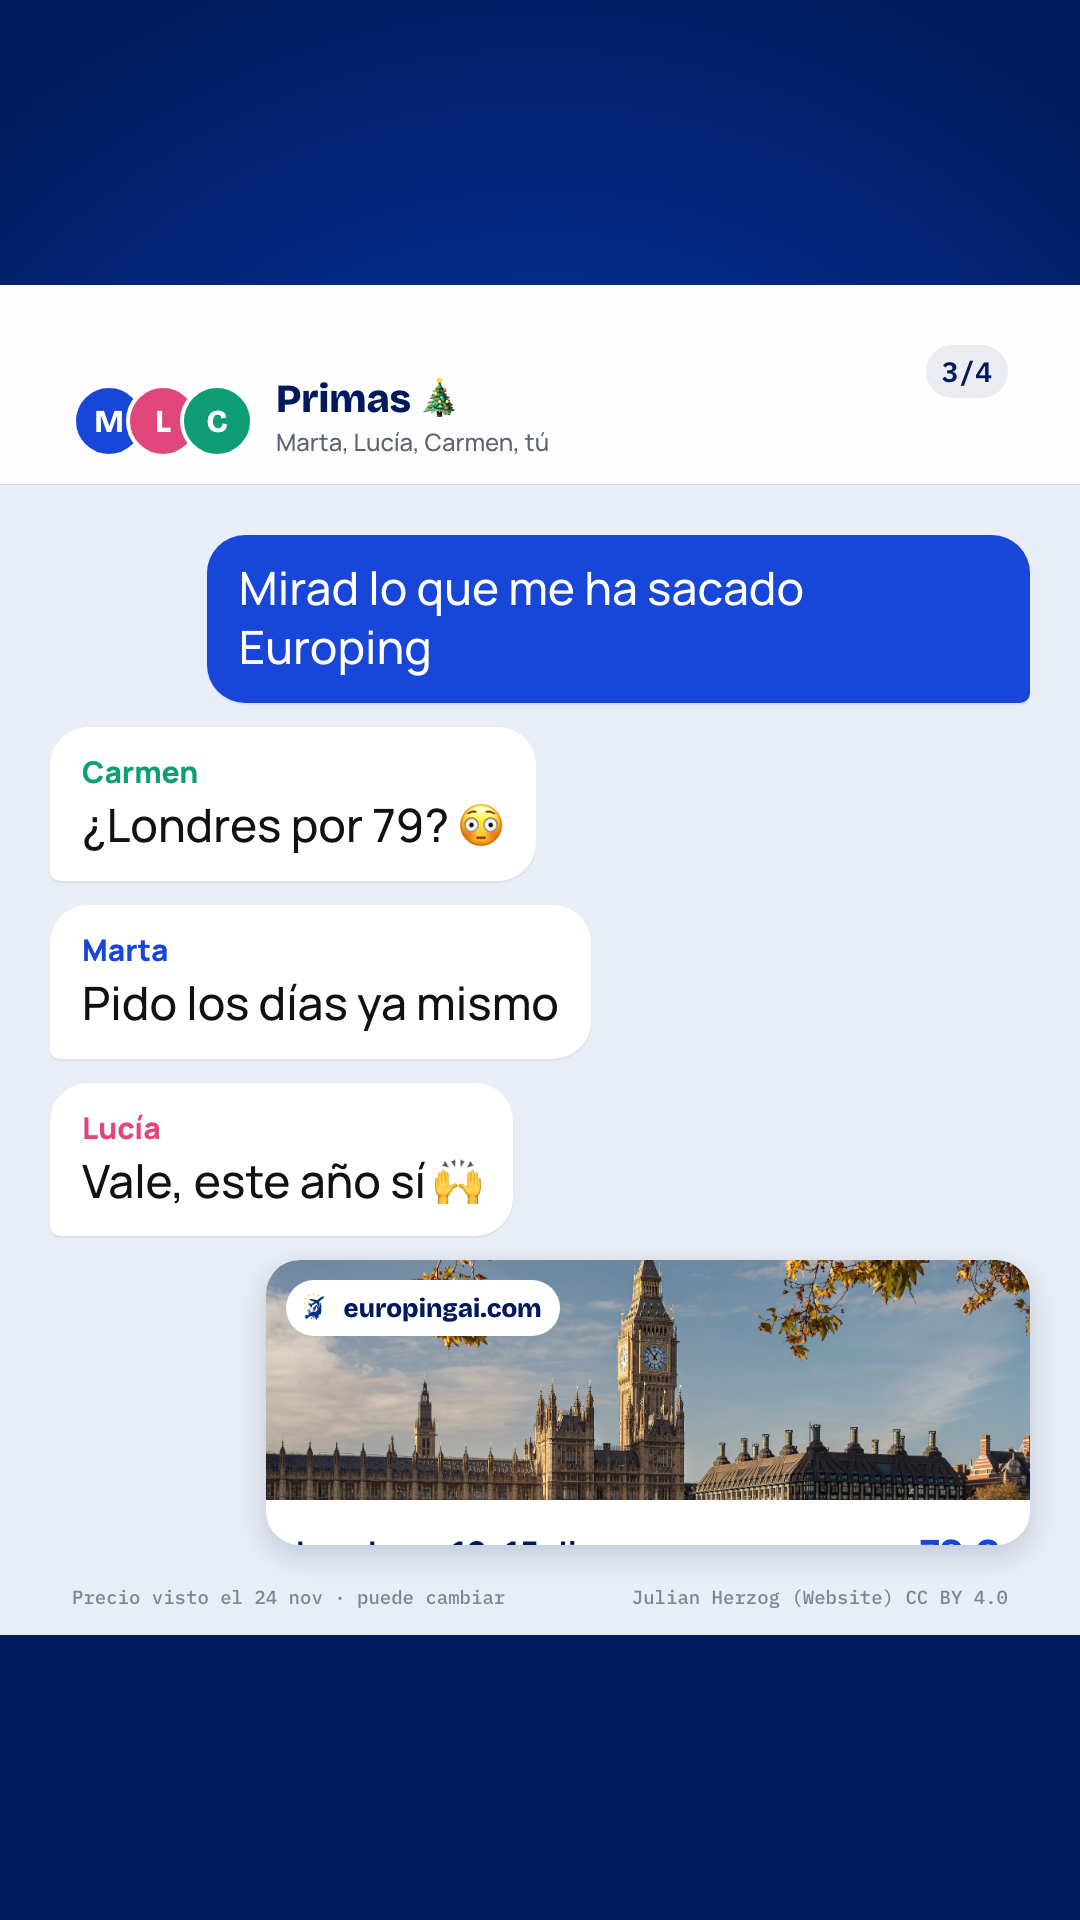 3/4
M L C
Primas 🎄
Marta, Lucía, Carmen, tú
Mirad lo que me ha sacado
Europing
Carmen
¿Londres por 79? 😳
Marta
Pido los días ya mismo
Lucía
Vale, este año sí 🙌
europingai.com
Precio visto el 24 nov · puede cambiar
Julian Herzog (Website) CC BY 4.0